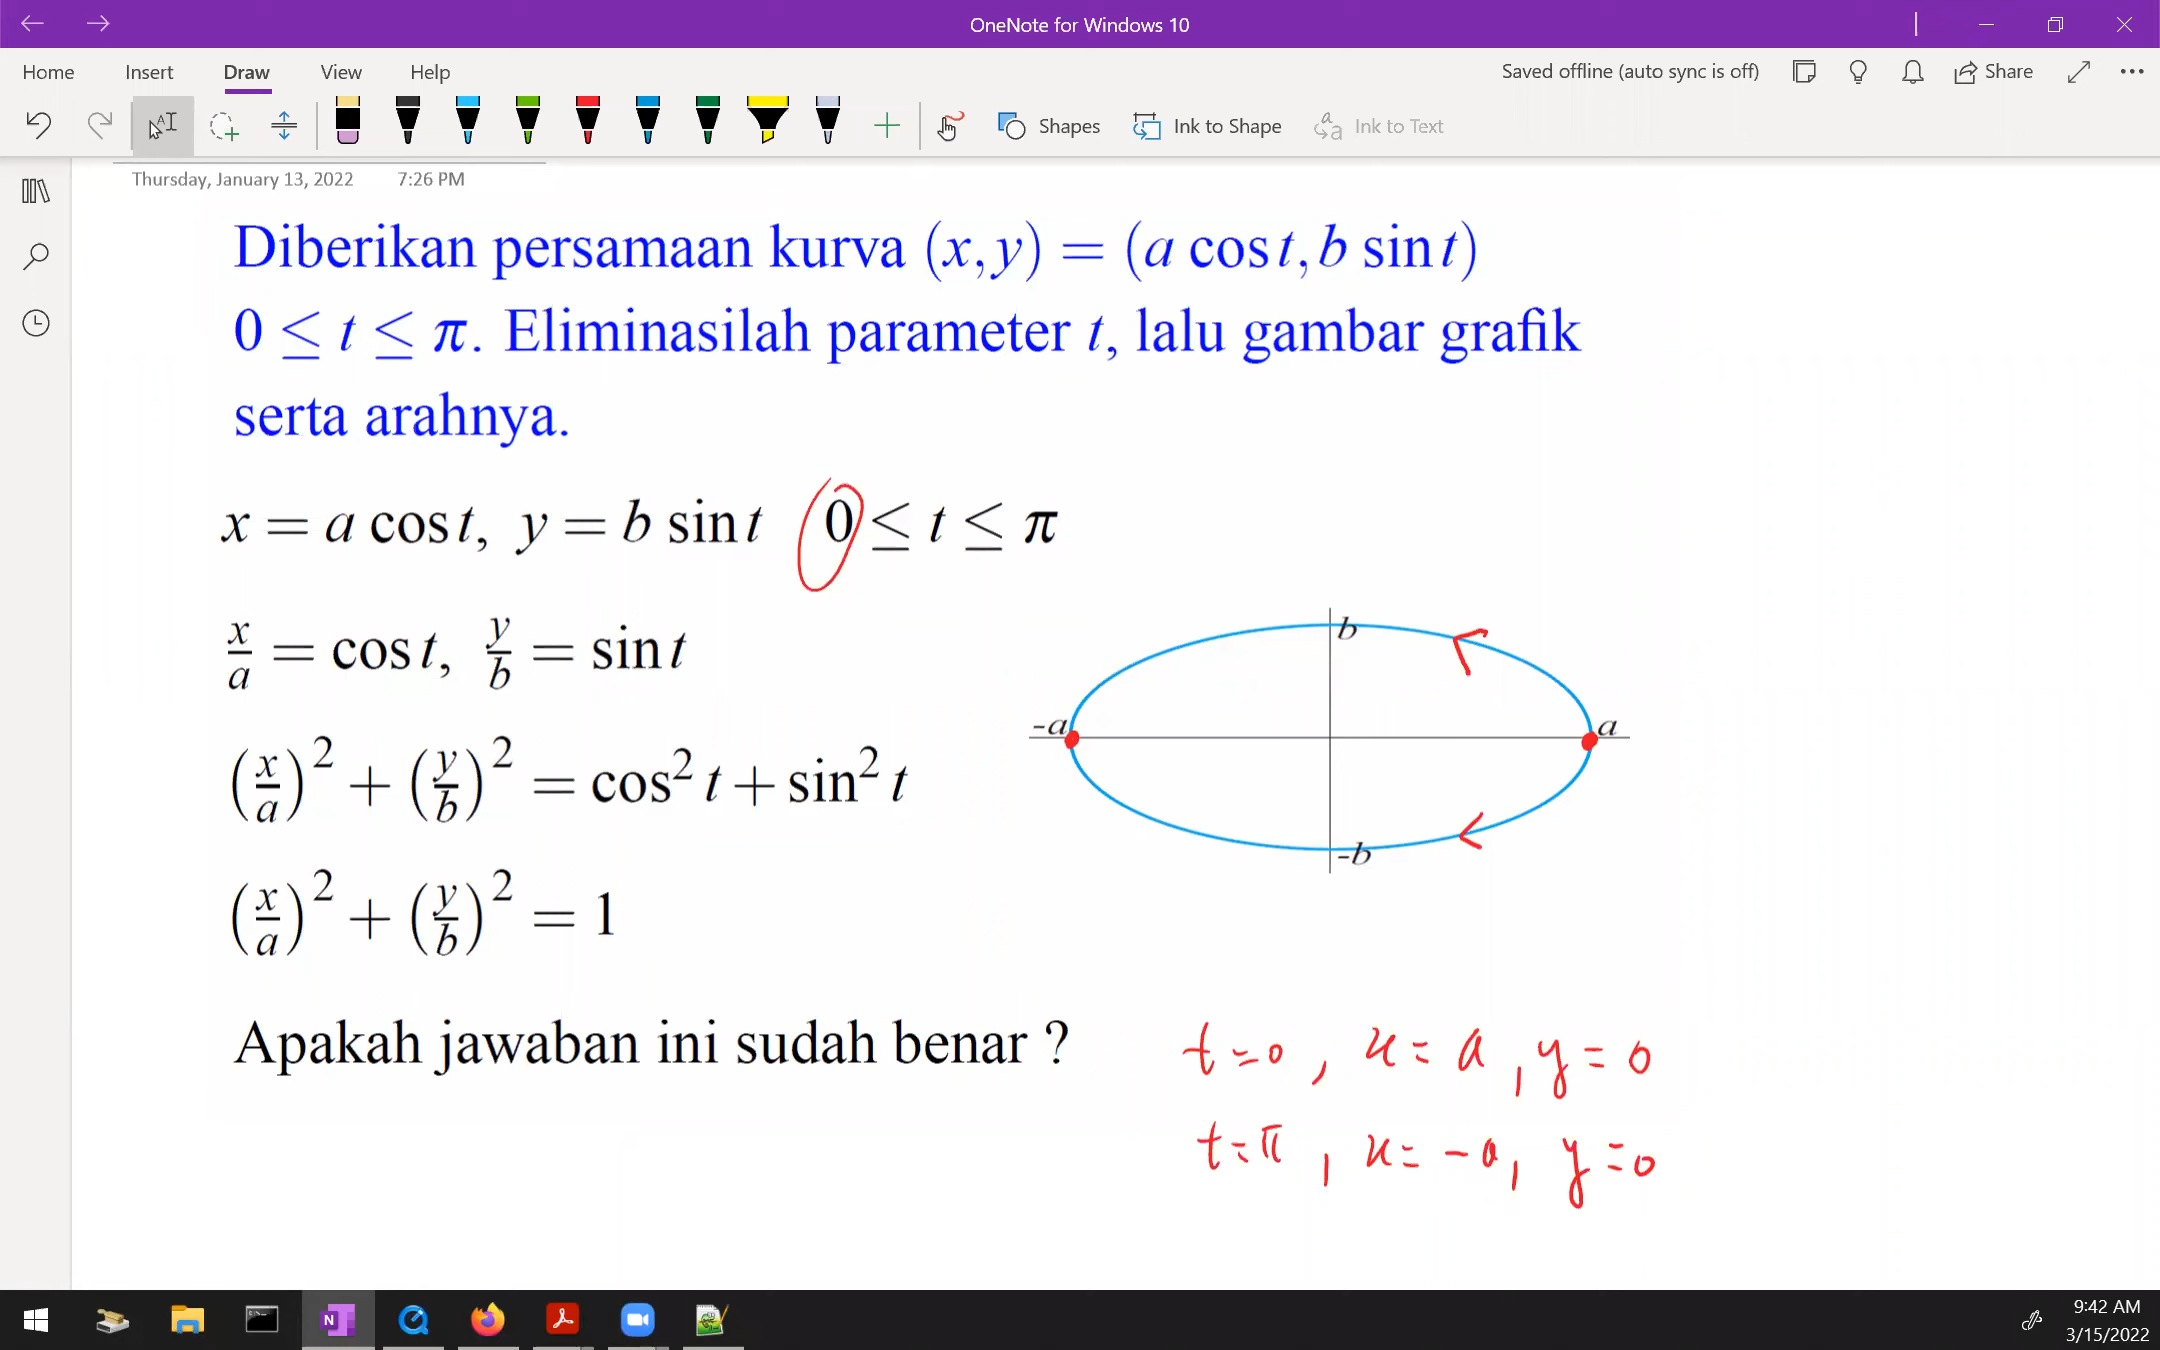 OneNote for Windows 10
Home Insert Draw View Help Saved offline (auto sync is off) Share
Shapes Ink to Shape Ink to Text
Thursday, January 13, 2022 7:26 PM
Diberikan persamaan kurva (x, y) = (a cos t, b sin t)
0 ≤ t ≤ π. Eliminasilah parameter t, lalu gambar grafik
serta arahnya.
x = a cos t, y = b sin t 0 ≤ t ≤ π
x/a = cos t, y/b = sin t
(x/a)² + (y/b)² = cos² t + sin² t
(x/a)² + (y/b)² = 1
b
-a a
-b
Apakah jawaban ini sudah benar ?
t=0, x= a, y= 0
t=π, x= -a, y=0
9:42 AM
3/15/2022